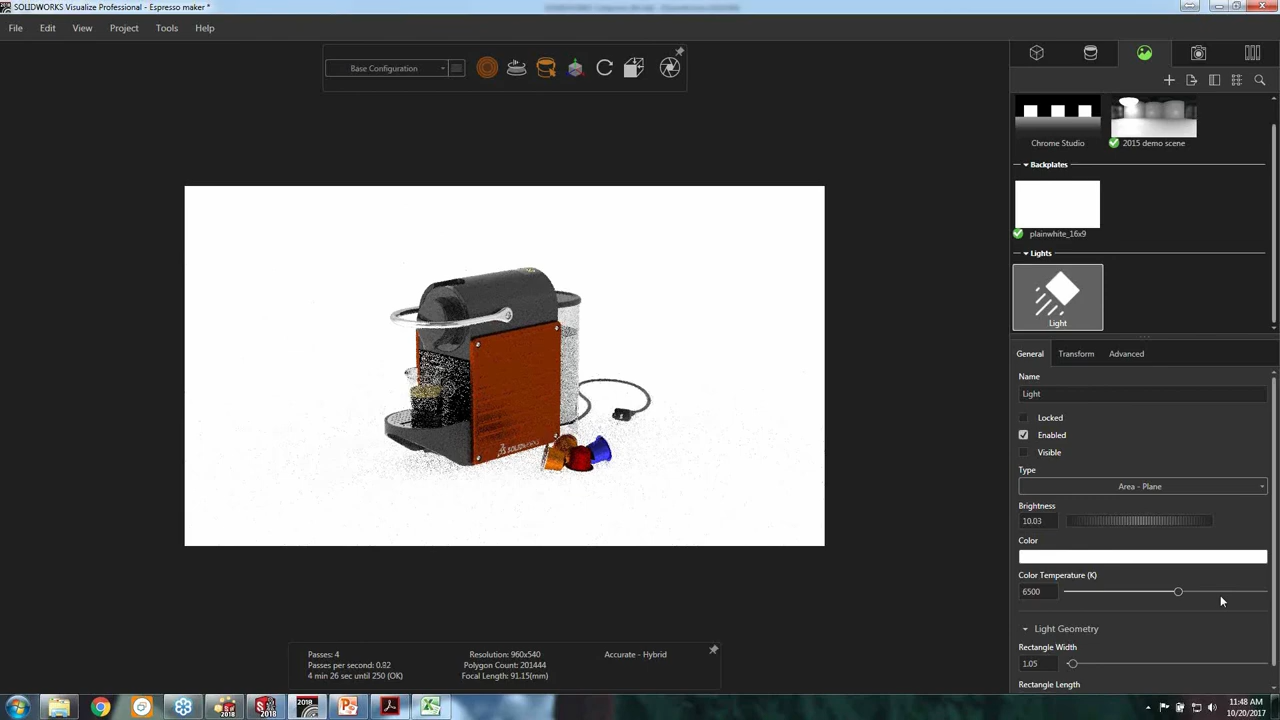 SOLIDWORKS Visualize Professional - Espresso maker *
File Edit View Project Tools Help
Base Configuration
Chrome Studio 2015 demo scene
Backplates
plainwhite_16x9
Lights
Light
General Transform Advanced
Name
Light
Locked
Enabled
Visible
Type
Area - Plane
Brightness
10.03
Color
Color Temperature (K)
6500
Light Geometry
Rectangle Width
1.05
Rectangle Length
SOLIDWORKS
Passes: 4 Resolution: 960x540 Accurate - Hybrid
Passes per second: 0.82 Polygon Count: 201444
4 min 26 sec until 250 (OK) Focal Length: 91.15(mm)
2018 2018 2018
11:48 AM
10/20/2017